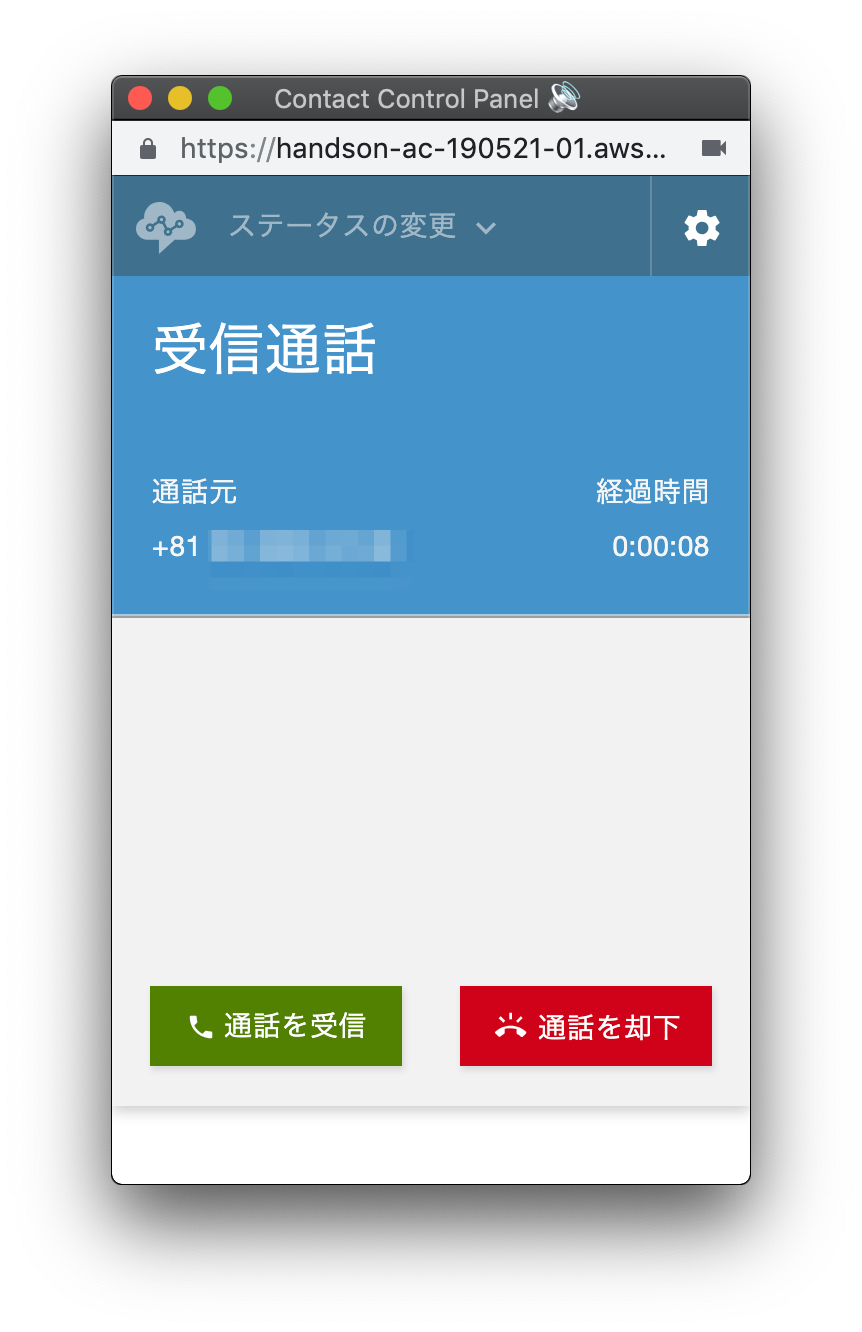 Contact Control Panel 🔊
https://handson-ac-190521-01.aws...
ステータスの変更
受信通話
通話元
経過時間
+81
0:00:08
通話を受信
通話を却下